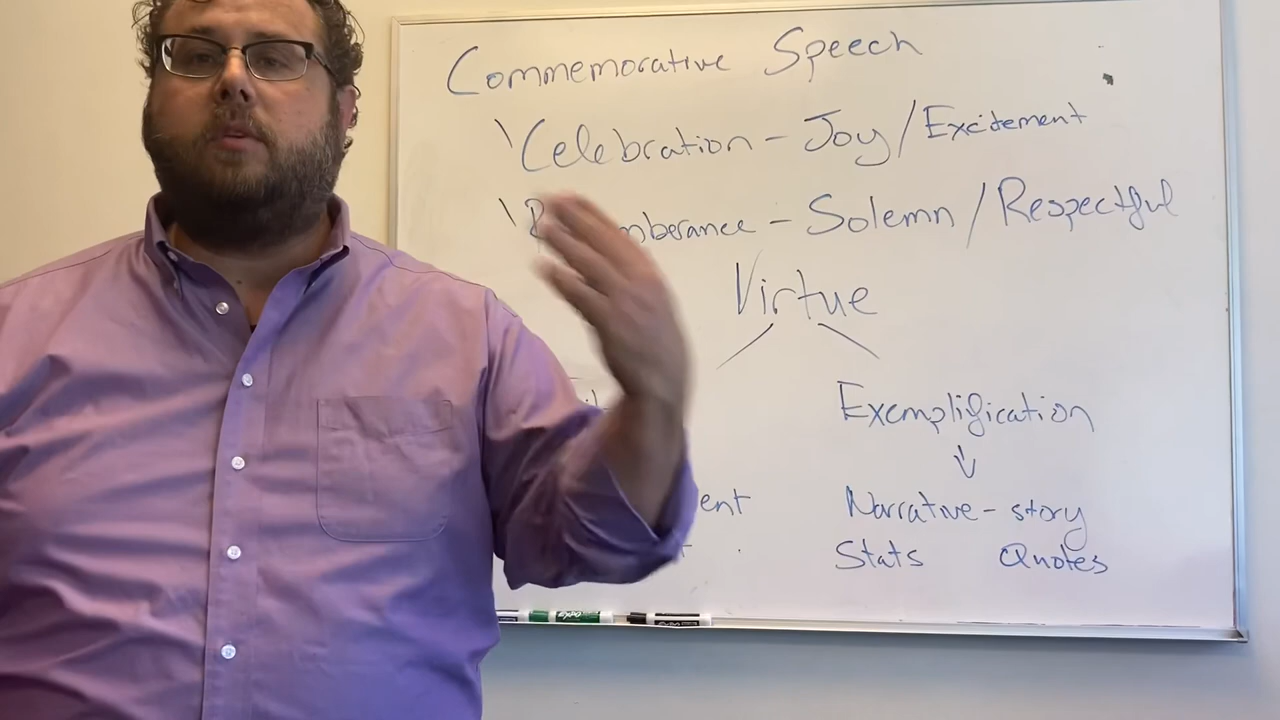 Commemorative Speech
\ Celebration - Joy / Excitement
\ - Solemn / Respectful
Virtue
Exemplification
Narrative - story
Stats Quotes